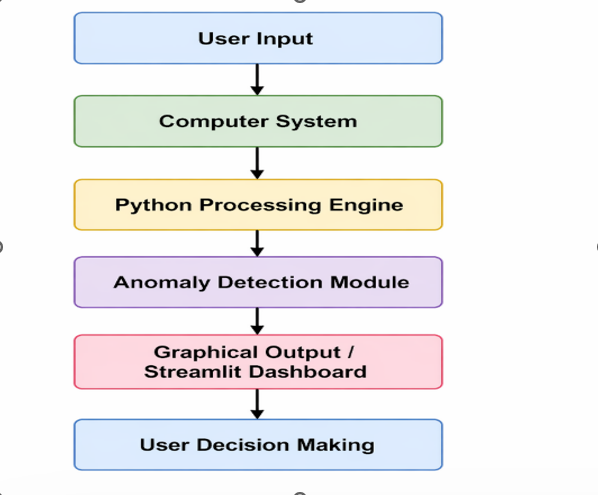 User Input
Computer System
Python Processing Engine
Anomaly Detection Module
Graphical Output /
Streamlit Dashboard
User Decision Making